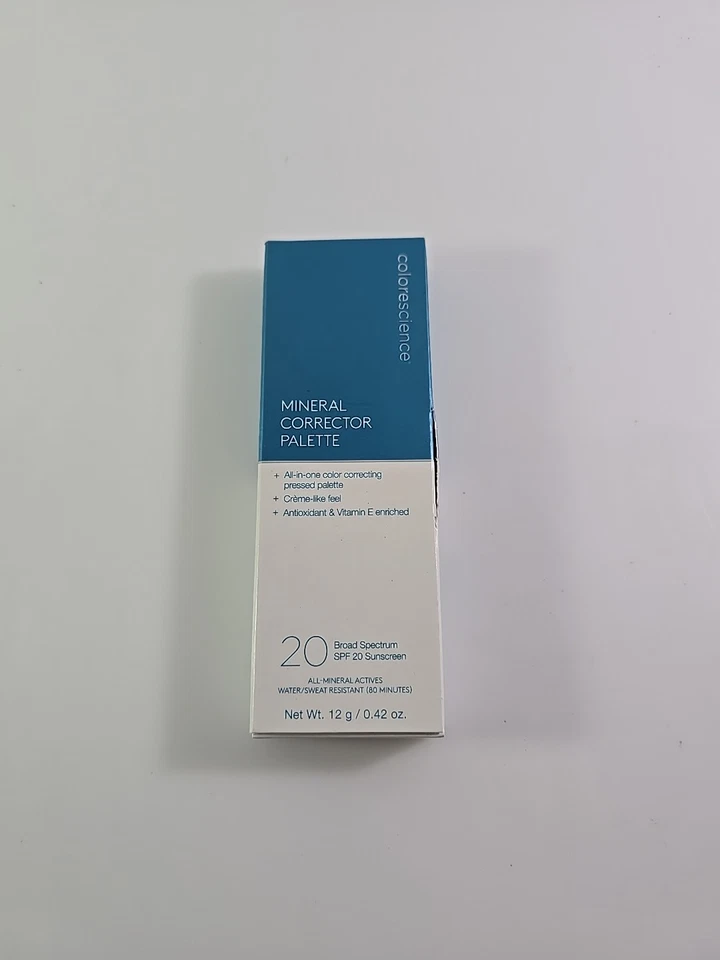 colorescience
MINERAL
CORRECTOR
PALETTE
+ All-in-one color correcting
pressed palette
+ Crème-like feel
+ Antioxidant & Vitamin E enriched
20 Broad Spectrum
SPF 20 Sunscreen
ALL-MINERAL ACTIVES
WATER/SWEAT RESISTANT (80 MINUTES)
Net Wt. 12 g / 0.42 oz.